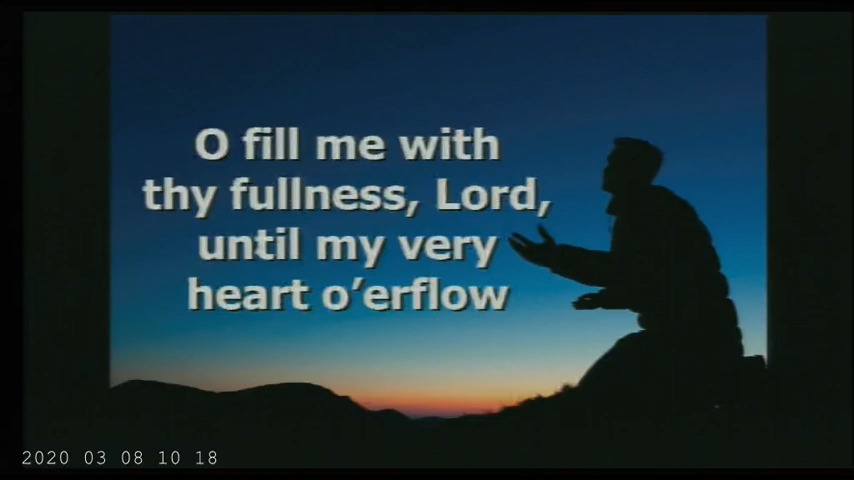 O fill me with
thy fullness, Lord,
until my very
heart o'erflow
2020 03 08 10 18